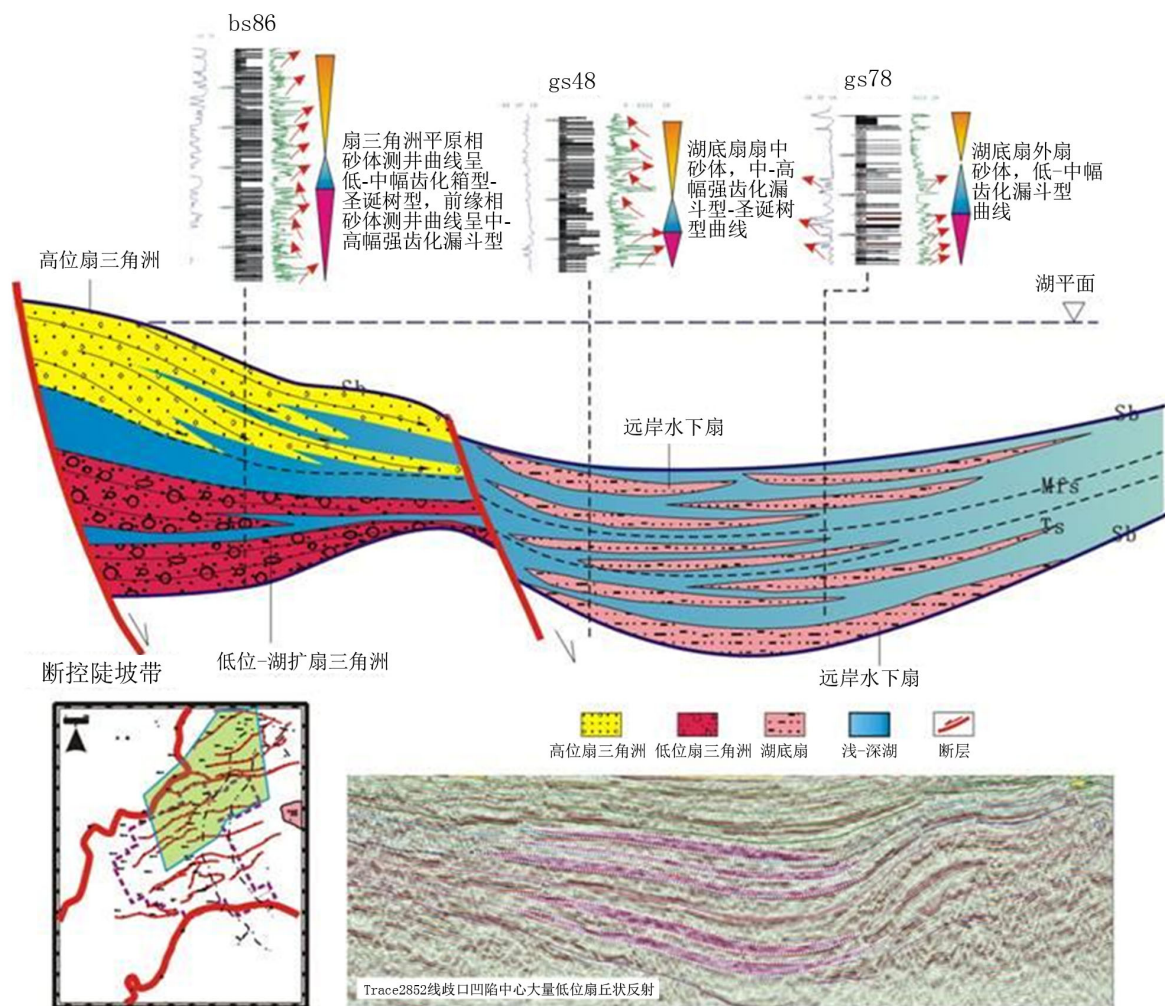 bs86
gs48
gs78
扇三角洲平原相
砂体测井曲线呈
低-中幅齿化箱型-
圣诞树型，前缘相
砂体测井曲线呈中-
高幅强齿化漏斗型
湖底扇扇中
砂体，中-高
幅强齿化漏
斗型-圣诞树
型曲线
湖底扇外扇
砂体，低-中幅
齿化漏斗型
曲线
高位扇三角洲
湖平面
Sb
远岸水下扇
Sb
Mfs
Ts
Sb
断控陡坡带
低位-湖扩扇三角洲
远岸水下扇
高位扇三角洲
低位扇三角洲
湖底扇
浅-深湖
断层
Trace2852线歧口凹陷中心大量低位扇丘状反射